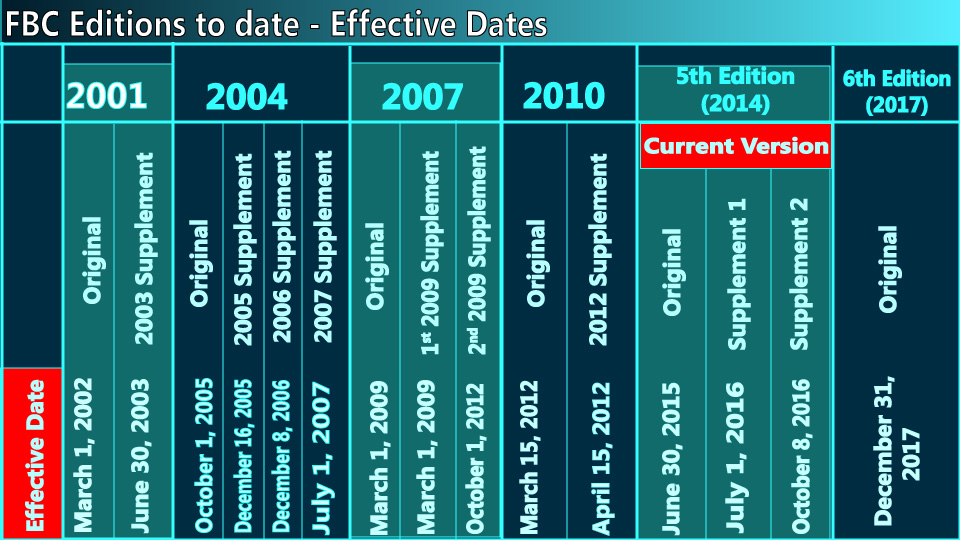 FBC Editions to date - Effective Dates
2001
2004
2007
2010
5th Edition
(2014)
6th Edition
(2017)
Current Version
Original
2003 Supplement
Original
2005 Supplement
2006 Supplement
2007 Supplement
Original
1st 2009 Supplement
2nd 2009 Supplement
Original
2012 Supplement
Original
Supplement 1
Supplement 2
Original
Effective Date
March 1, 2002
June 30, 2003
October 1, 2005
December 16, 2005
December 8, 2006
July 1, 2007
March 1, 2009
March 1, 2009
October 1, 2012
March 15, 2012
April 15, 2012
June 30, 2015
July 1, 2016
October 8, 2016
December 31,
2017